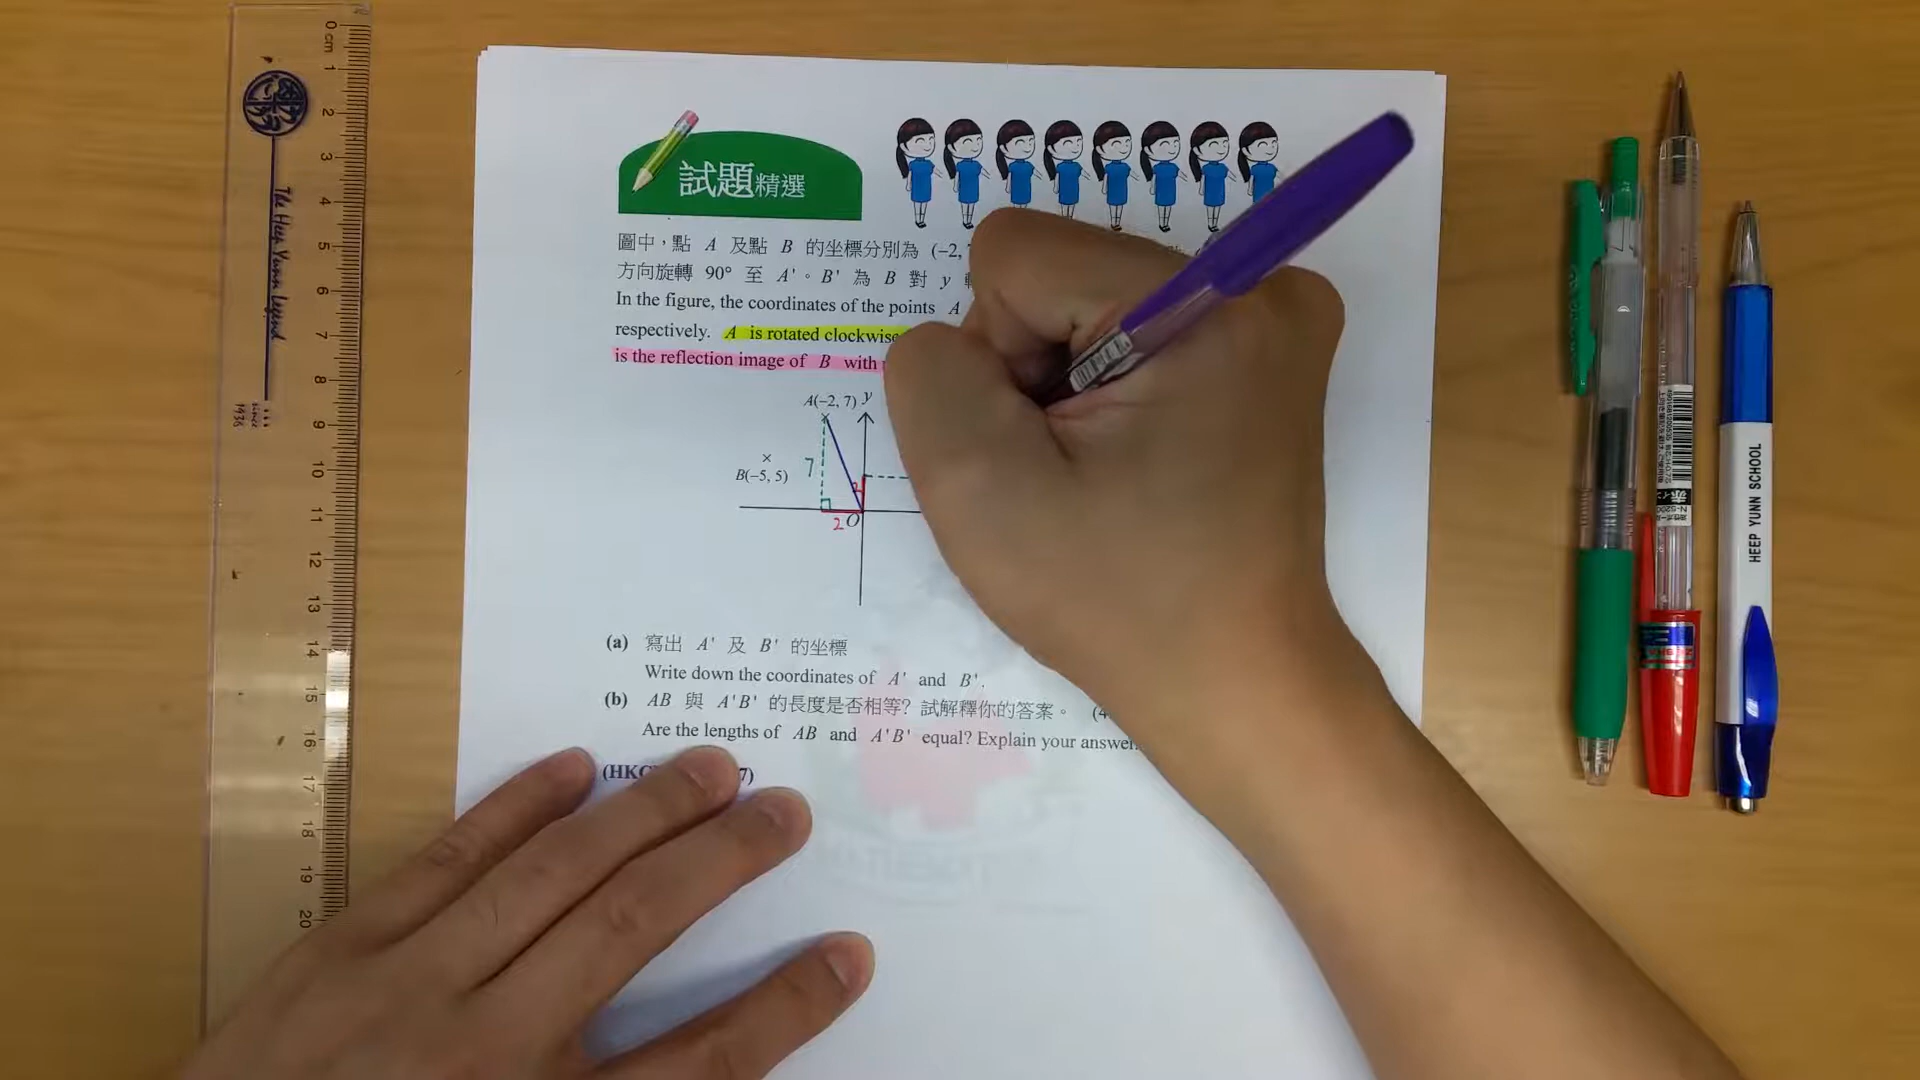 試題精選
圖中，點 A 及點 B 的坐標分別為 (−2,
方向旋轉 90° 至 A'。B' 為 B 對 y
In the figure, the coordinates of the points A
respectively. A is rotated clockwise
is the reflection image of B with
A(−2, 7) y
7
B(−5, 5)
2
2 O
(a) 寫出 A' 及 B' 的坐標
Write down the coordinates of A' and B'.
(b) AB 與 A'B' 的長度是否相等? 試解釋你的答案。 (4
Are the lengths of AB and A'B' equal? Explain your answer.
(HKC 7)
0 cm 1 2 3 4 5 6 7 8 9 10 11 12 13 14 15 16 17 18 19 20
The Heep Yunn Legend
since 1936
HEEP YUNN SCHOOL